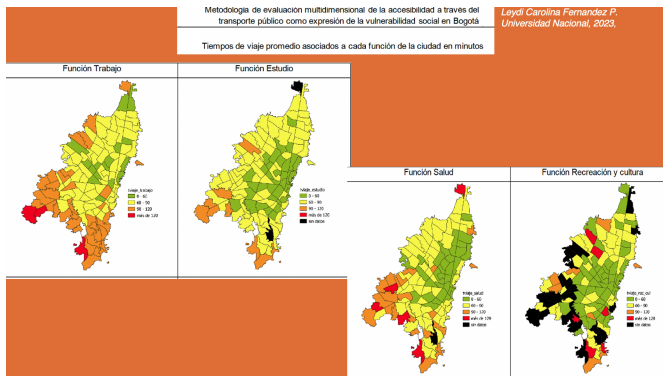 Metodología de evaluación multidimensional de la accesibilidad a través del
transporte público como expresión de la vulnerabilidad social en Bogotá
Tiempos de viaje promedio asociados a cada función de la ciudad en minutos
Leydi Carolina Fernandez P.
Universidad Nacional, 2023,
Función Trabajo
Función Estudio
Viaje_trabajo
0 - 60
60 - 90
90 - 120
más de 120
Viaje_estudio
0 - 60
60 - 90
90 - 120
más de 120
sin datos
Función Salud
Función Recreación y cultura
Viaje_salud
0 - 60
60 - 90
90 - 120
más de 120
sin datos
0 - 60
60 - 90
90 - 120
más de 120
sin datos